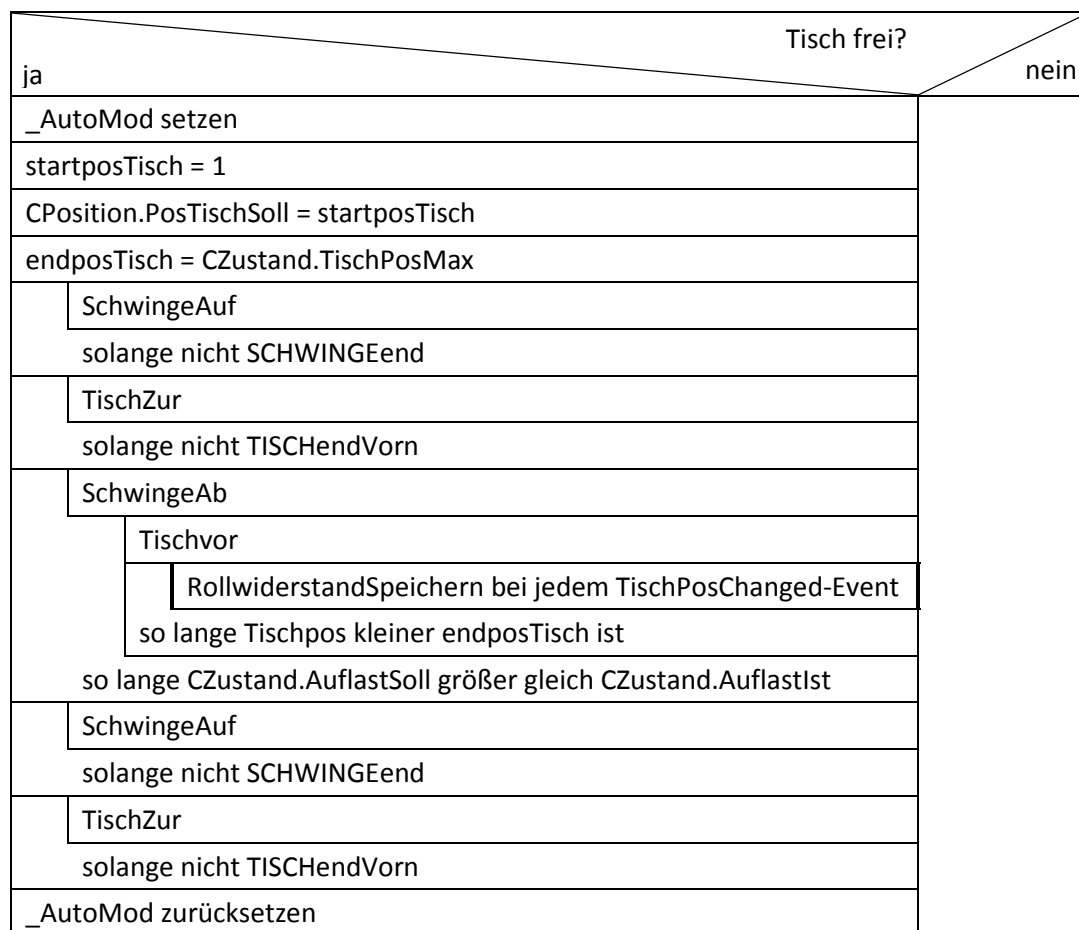 Tisch frei?
ja
nein
_AutoMod setzen
startposTisch = 1
CPosition.PosTischSoll = startposTisch
endposTisch = CZustand.TischPosMax
SchwingeAuf
solange nicht SCHWINGEend
TischZur
solange nicht TISCHendVorn
SchwingeAb
Tischvor
RollwiderstandSpeichern bei jedem TischPosChanged-Event
so lange Tischpos kleiner endposTisch ist
so lange CZustand.AuflastSoll größer gleich CZustand.AuflastIst
SchwingeAuf
solange nicht SCHWINGEend
TischZur
solange nicht TISCHendVorn
_AutoMod zurücksetzen